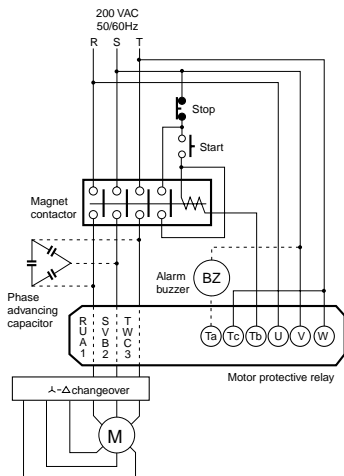 200 VAC
50/60Hz
R S T
Stop
Start
Magnet
contactor
Alarm
buzzer
BZ
Phase
advancing
capacitor
R U A 1
S V B 2
T W C 3
Ta Tc Tb U V W
Motor protective relay
⅄-△ changeover
M